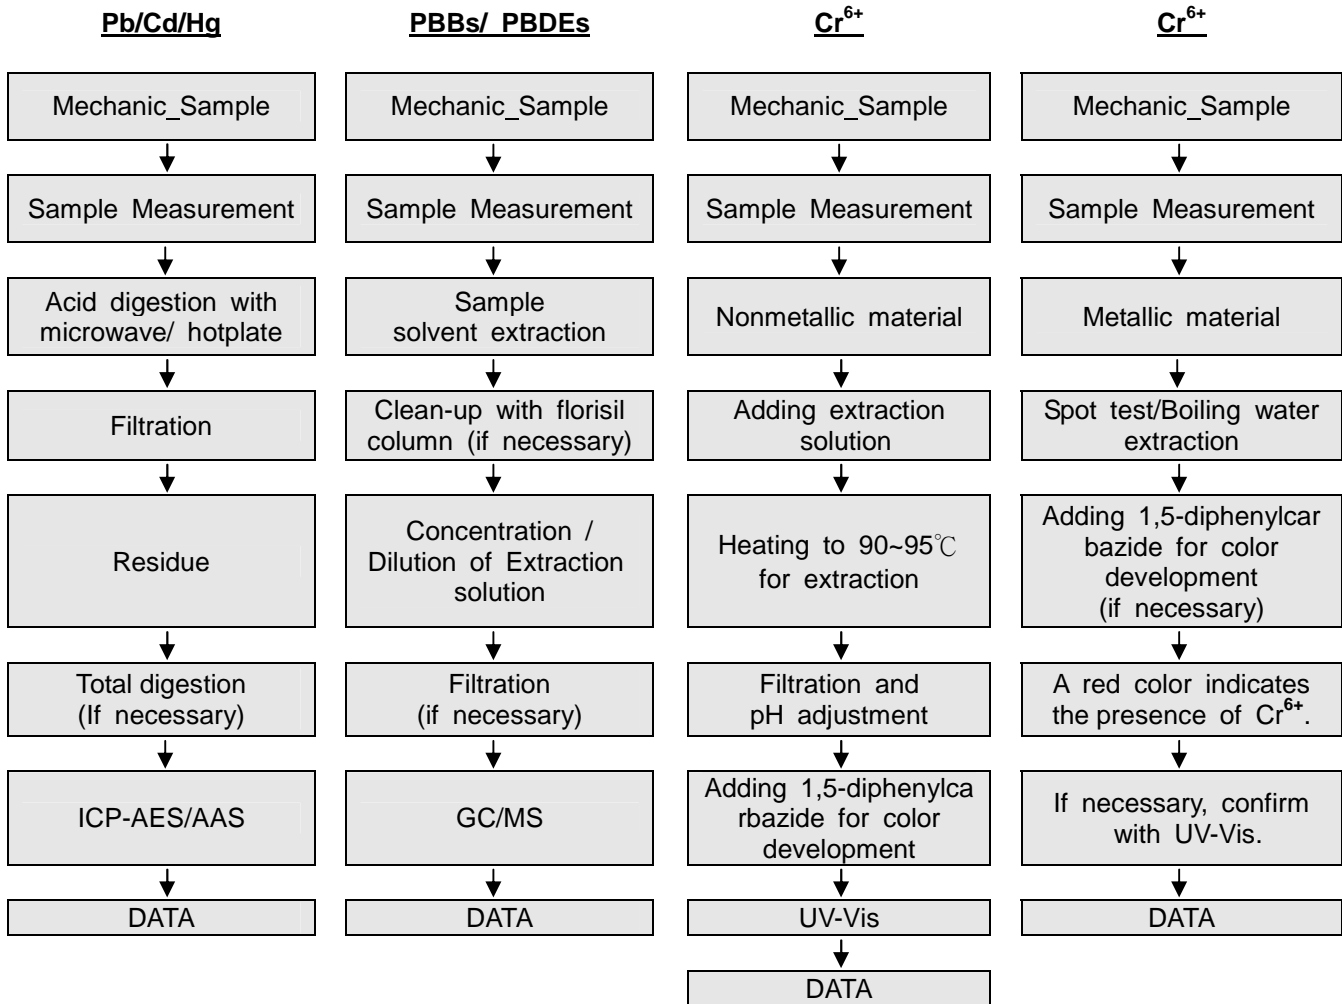 Pb/Cd/Hg
Mechanic_Sample
Sample Measurement
Acid digestion with
microwave/ hotplate
Filtration
Residue
Total digestion
(If necessary)
ICP-AES/AAS
DATA
PBBs/ PBDEs
Mechanic_Sample
Sample Measurement
Sample
solvent extraction
Clean-up with florisil
column (if necessary)
Concentration /
Dilution of Extraction
solution
Filtration
(if necessary)
GC/MS
DATA
Cr6+
Mechanic_Sample
Sample Measurement
Nonmetallic material
Adding extraction
solution
Heating to 90~95℃
for extraction
Filtration and
pH adjustment
Adding 1,5-diphenylca
rbazide for color
development
UV-Vis
DATA
Cr6+
Mechanic_Sample
Sample Measurement
Metallic material
Spot test/Boiling water
extraction
Adding 1,5-diphenylcar
bazide for color
development
(if necessary)
A red color indicates
the presence of Cr6+.
If necessary, confirm
with UV-Vis.
DATA